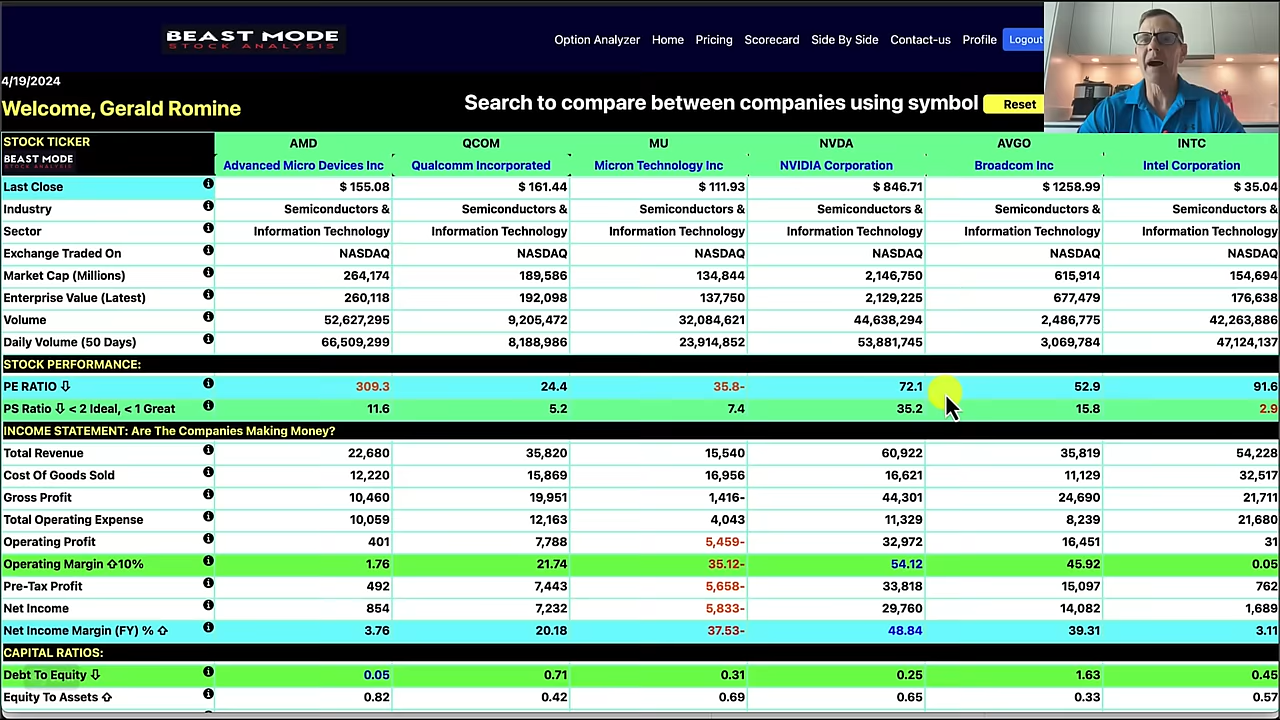 BEAST MODE
STOCK ANALYSIS
Option Analyzer Home Pricing Scorecard Side By Side Contact-us Profile Logout
4/19/2024
Welcome, Gerald Romine
Search to compare between companies using symbol Reset
STOCK TICKER AMD QCOM MU NVDA AVGO INTC
BEAST MODE
STOCK ANALYSIS
Advanced Micro Devices Inc Qualcomm Incorporated Micron Technology Inc NVIDIA Corporation Broadcom Inc Intel Corporation
Last Close $ 155.08 $ 161.44 $ 111.93 $ 846.71 $ 1258.99 $ 35.04
Industry Semiconductors & Semiconductors & Semiconductors & Semiconductors & Semiconductors & Semiconductors &
Sector Information Technology Information Technology Information Technology Information Technology Information Technology Information Technology
Exchange Traded On NASDAQ NASDAQ NASDAQ NASDAQ NASDAQ NASDAQ
Market Cap (Millions) 264,174 189,586 134,844 2,146,750 615,914 154,694
Enterprise Value (Latest) 260,118 192,098 137,750 2,129,225 677,479 176,638
Volume 52,627,295 9,205,472 32,084,621 44,638,294 2,486,775 42,263,886
Daily Volume (50 Days) 66,509,299 8,188,986 23,914,852 53,881,745 3,069,784 47,124,137
STOCK PERFORMANCE:
PE RATIO ⇩ 309.3 24.4 35.8- 72.1 52.9 91.6
PS Ratio ⇩ < 2 Ideal, < 1 Great 11.6 5.2 7.4 35.2 15.8 2.9
INCOME STATEMENT: Are The Companies Making Money?
Total Revenue 22,680 35,820 15,540 60,922 35,819 54,228
Cost Of Goods Sold 12,220 15,869 16,956 16,621 11,129 32,517
Gross Profit 10,460 19,951 1,416- 44,301 24,690 21,711
Total Operating Expense 10,059 12,163 4,043 11,329 8,239 21,680
Operating Profit 401 7,788 5,459- 32,972 16,451 31
Operating Margin ⇧10% 1.76 21.74 35.12- 54.12 45.92 0.05
Pre-Tax Profit 492 7,443 5,658- 33,818 15,097 762
Net Income 854 7,232 5,833- 29,760 14,082 1,689
Net Income Margin (FY) % ⇧ 3.76 20.18 37.53- 48.84 39.31 3.11
CAPITAL RATIOS:
Debt To Equity ⇩ 0.05 0.71 0.31 0.25 1.63 0.45
Equity To Assets ⇧ 0.82 0.42 0.69 0.65 0.33 0.57